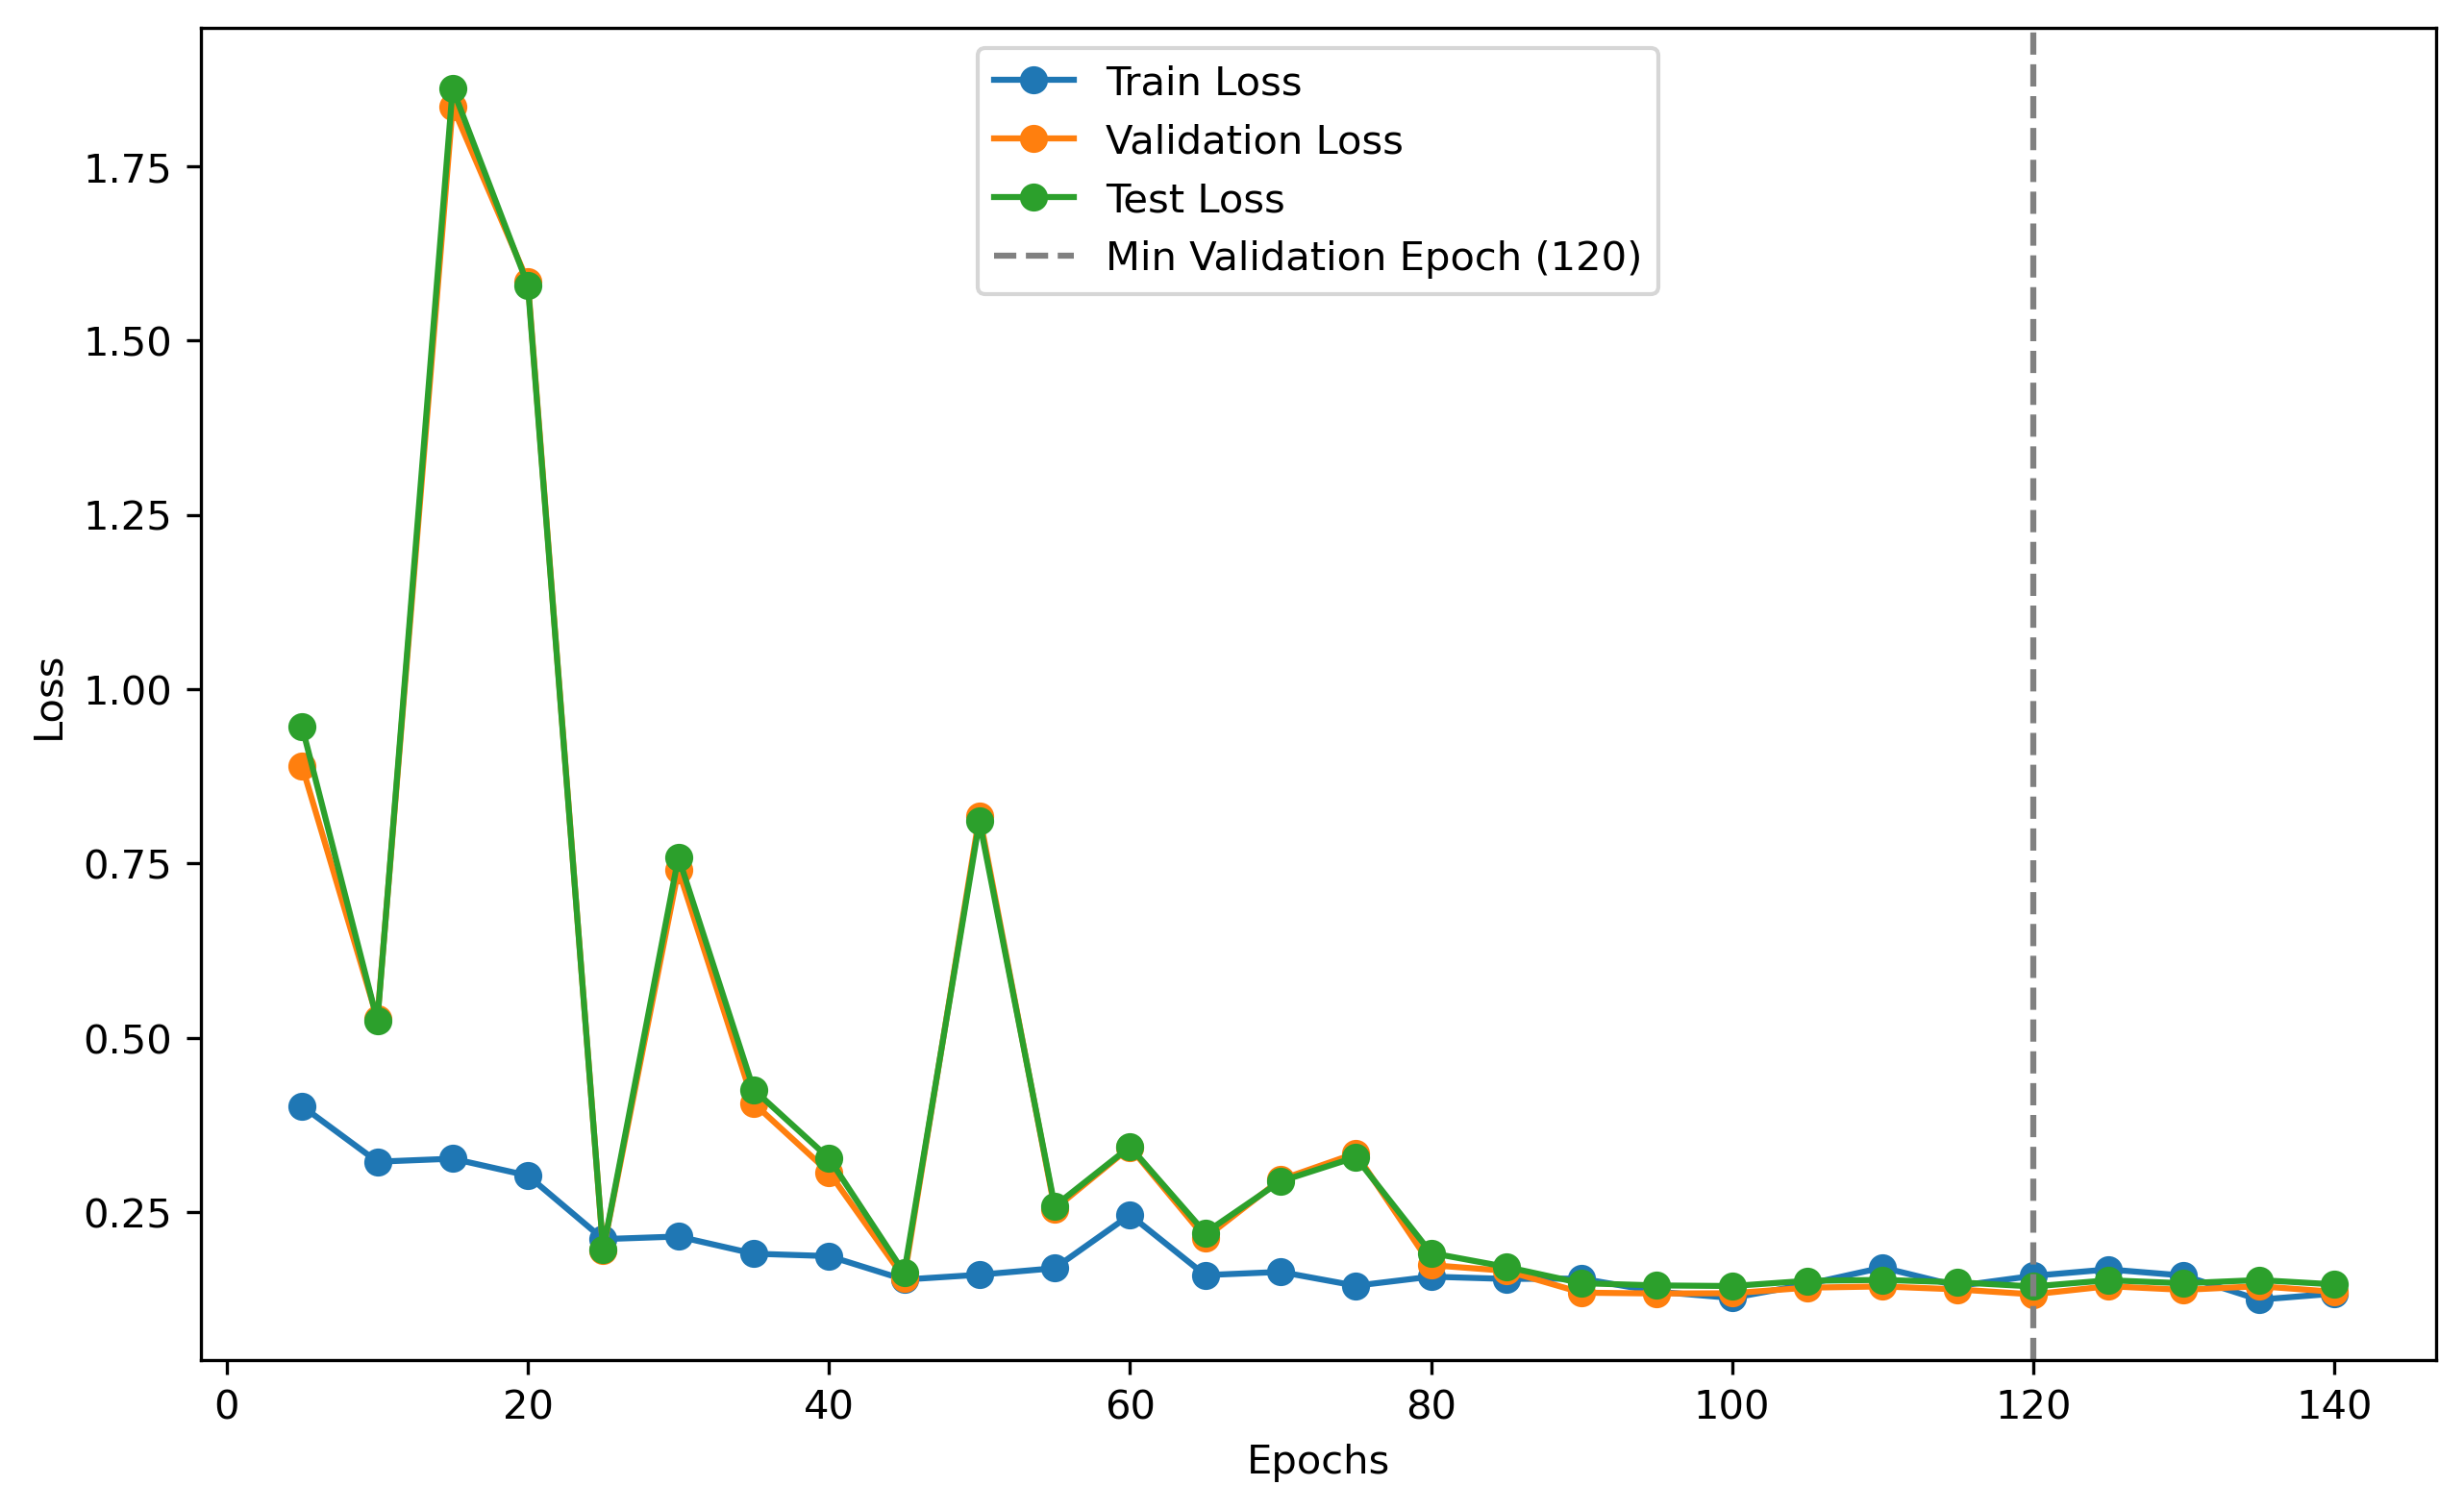 Train Loss
Validation Loss
Test Loss
Min Validation Epoch (120)
1.75
1.50
1.25
1.00
0.75
0.50
0.25
Loss
0 20 40 60 80 100 120 140
Epochs